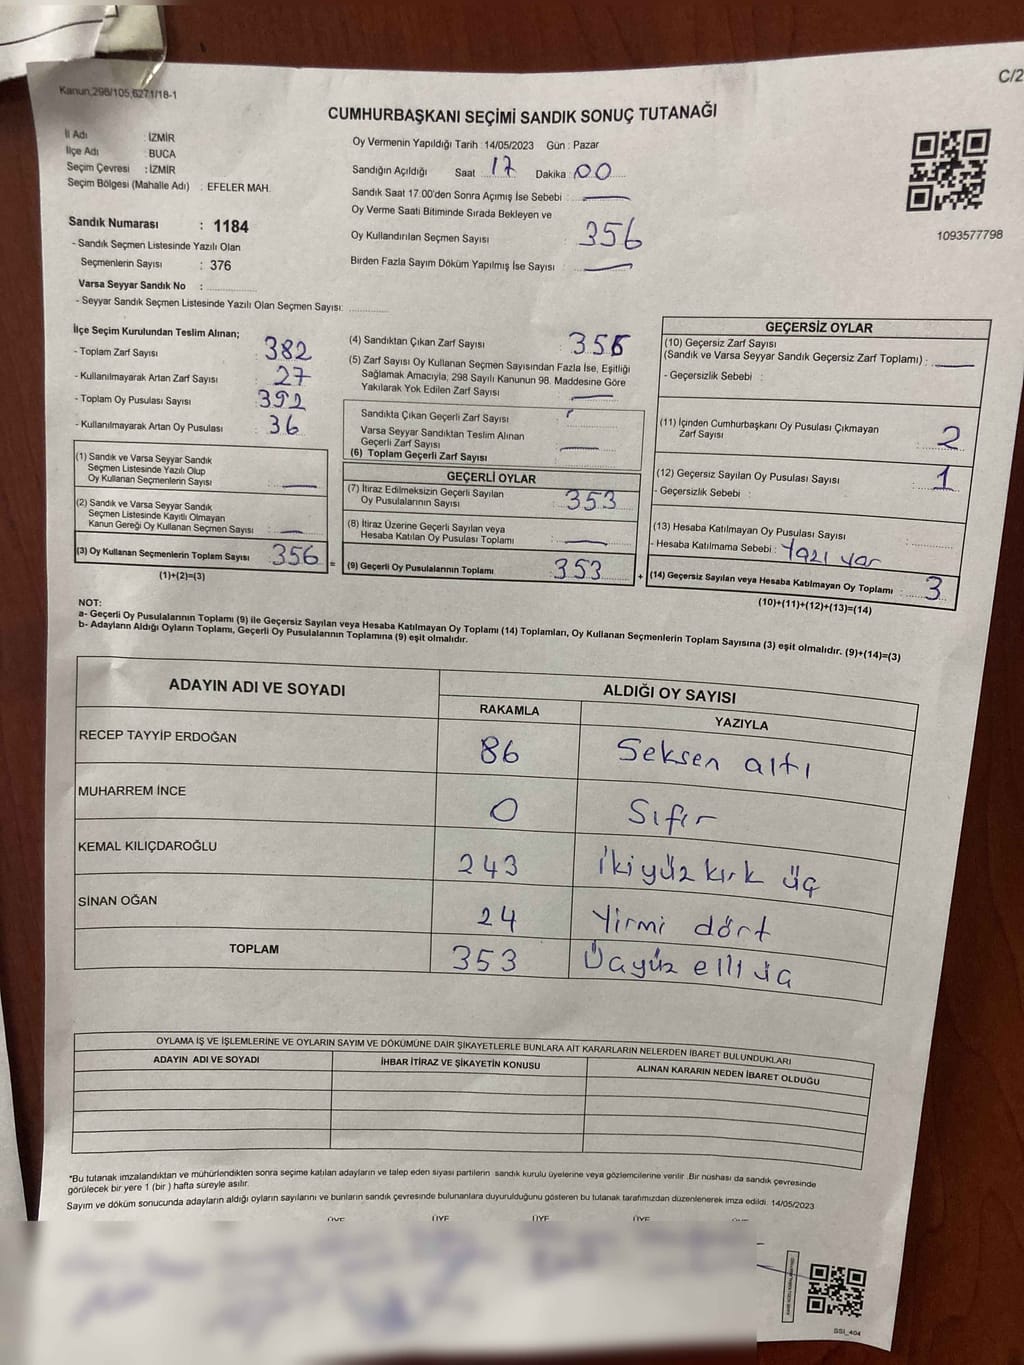 Kanun,298/105,6271/18-1
C/2
CUMHURBAŞKANI SEÇİMİ SANDIK SONUÇ TUTANAĞI
İl Adı : İZMİR
İlçe Adı : BUCA
Seçim Çevresi : İZMİR
Seçim Bölgesi (Mahalle Adı) : EFELER MAH.
Sandık Numarası : 1184
- Sandık Seçmen Listesinde Yazılı Olan
Seçmenlerin Sayısı : 376
Varsa Seyyar Sandık No :
- Seyyar Sandık Seçmen Listesinde Yazılı Olan Seçmen Sayısı:
Oy Vermenin Yapıldığı Tarih : 14/05/2023 Gün : Pazar
Sandığın Açıldığı Saat 17 Dakika : 00
Sandık Saat 17:00'den Sonra Açımış İse Sebebi :
Oy Verme Saati Bitiminde Sırada Bekleyen ve
Oy Kullandırılan Seçmen Sayısı : 356
Birden Fazla Sayım Döküm Yapılmış İse Sayısı :
1093577798
İlçe Seçim Kurulundan Teslim Alınan;
- Toplam Zarf Sayısı : 382
- Kullanılmayarak Artan Zarf Sayısı : 27
- Toplam Oy Pusulası Sayısı : 392
- Kullanılmayarak Artan Oy Pusulası : 36
(1) Sandık ve Varsa Seyyar Sandık
Seçmen Listesinde Yazılı Olup
Oy Kullanan Seçmenlerin Sayısı :
(2) Sandık ve Varsa Seyyar Sandık
Seçmen Listesinde Kayıtlı Olmayan
Kanun Gereği Oy Kullanan Seçmen Sayısı :
(3) Oy Kullanan Seçmenlerin Toplam Sayısı : 356
(1)+(2)=(3)
(4) Sandıktan Çıkan Zarf Sayısı : 356
(5) Zarf Sayısı Oy Kullanan Seçmen Sayısından Fazla İse, Eşitliği
Sağlamak Amacıyla, 298 Sayılı Kanunun 98. Maddesine Göre
Yakılarak Yok Edilen Zarf Sayısı :
Sandıkta Çıkan Geçerli Zarf Sayısı :
Varsa Seyyar Sandıktan Teslim Alınan
Geçerli Zarf Sayısı :
(6) Toplam Geçerli Zarf Sayısı :
GEÇERLİ OYLAR
(7) İtiraz Edilmeksizin Geçerli Sayılan
Oy Pusulalarının Sayısı : 353
(8) İtiraz Üzerine Geçerli Sayılan veya
Hesaba Katılan Oy Pusulası Toplamı :
= (9) Geçerli Oy Pusulalarının Toplamı : 353
GEÇERSİZ OYLAR
(10) Geçersiz Zarf Sayısı
(Sandık ve Varsa Seyyar Sandık Geçersiz Zarf Toplamı) :
- Geçersizlik Sebebi :
(11) İçinden Cumhurbaşkanı Oy Pusulası Çıkmayan
Zarf Sayısı : 2
(12) Geçersiz Sayılan Oy Pusulası Sayısı : 1
- Geçersizlik Sebebi :
(13) Hesaba Katılmayan Oy Pusulası Sayısı :
- Hesaba Katılmama Sebebi : Yazı var
+ (14) Geçersiz Sayılan veya Hesaba Katılmayan Oy Toplamı : 3
(10)+(11)+(12)+(13)=(14)
NOT:
a- Geçerli Oy Pusulalarının Toplamı (9) ile Geçersiz Sayılan veya Hesaba Katılmayan Oy Toplamı (14) Toplamları, Oy Kullanan Seçmenlerin Toplam Sayısına (3) eşit olmalıdır. (9)+(14)=(3)
b- Adayların Aldığı Oyların Toplamı, Geçerli Oy Pusulalarının Toplamına (9) eşit olmalıdır.
ADAYIN ADI VE SOYADI
ALDIĞI OY SAYISI
RAKAMLA YAZIYLA
RECEP TAYYİP ERDOĞAN 86 Seksen altı
MUHARREM İNCE 0 Sıfır
KEMAL KILIÇDAROĞLU 243 İkiyüz kırk üç
SİNAN OĞAN 24 Yirmi dört
TOPLAM 353 Üçyüz elli üç
OYLAMA İŞ VE İŞLEMLERİNE VE OYLARIN SAYIM VE DÖKÜMÜNE DAİR ŞİKAYETLERLE BUNLARA AİT KARARLARIN NELERDEN İBARET BULUNDUKLARI
ADAYIN ADI VE SOYADI İHBAR İTİRAZ VE ŞİKAYETİN KONUSU ALINAN KARARIN NEDEN İBARET OLDUĞU
*Bu tutanak imzalandıktan ve mühürlendikten sonra seçime katılan adayların ve talep eden siyasi partilerin sandık kurulu üyelerine veya gözlemcilerine verilir .Bir nüshası da sandık çevresinde
görülecek bir yere 1 (bir ) hafta süreyle asılır.
Sayım ve döküm sonucunda adayların aldığı oyların sayılarını ve bunların sandık çevresinde bulunanlara duyurulduğunu gösteren bu tutanak tarafımızdan düzenlenerek imza edildi. 14/05/2023
ÜYE ÜYE ÜYE ÜYE
SSI_404